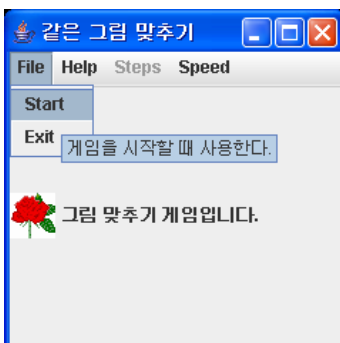 같은 그림 맞추기
File Help Steps Speed
Start
Exit
게임을 시작할 때 사용한다.
그림 맞추기 게임입니다.